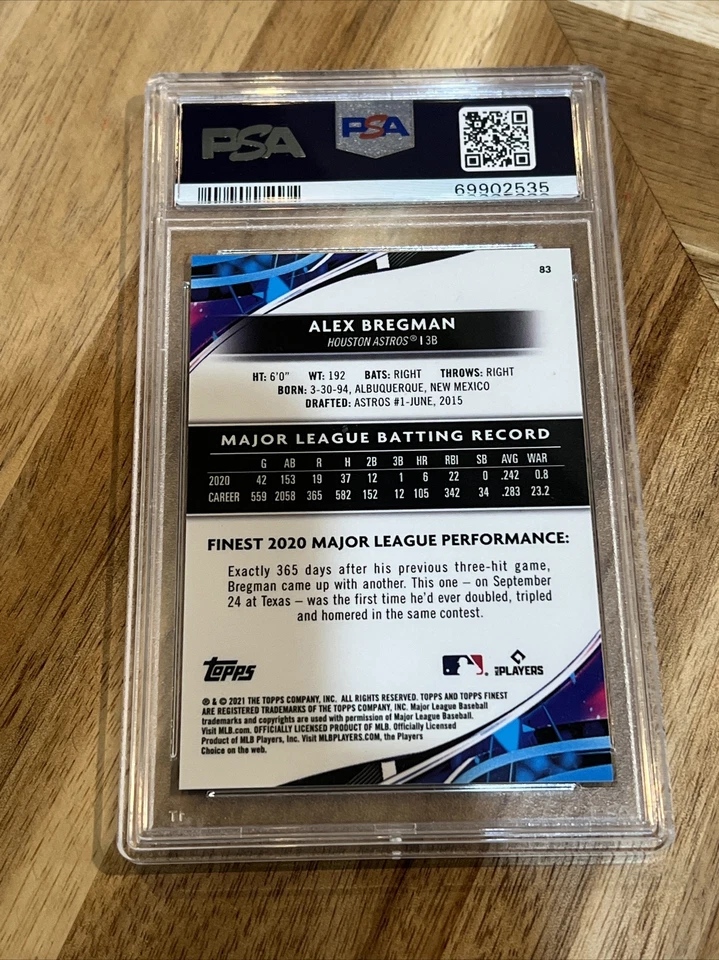 PSA PSA
69902535
83
ALEX BREGMAN
HOUSTON ASTROS® | 3B
HT: 6'0" WT: 192 BATS: RIGHT THROWS: RIGHT
BORN: 3-30-94, ALBUQUERQUE, NEW MEXICO
DRAFTED: ASTROS #1-JUNE, 2015
MAJOR LEAGUE BATTING RECORD
G AB R H 2B 3B HR RBI SB AVG WAR
2020 42 153 19 37 12 1 6 22 0 .242 0.8
CAREER 559 2058 365 582 152 12 105 342 34 .283 23.2
FINEST 2020 MAJOR LEAGUE PERFORMANCE:
Exactly 365 days after his previous three-hit game,
Bregman came up with another. This one – on September
24 at Texas – was the first time he'd ever doubled, tripled
and homered in the same contest.
Topps PLAYERS
® & © 2021 THE TOPPS COMPANY, INC. ALL RIGHTS RESERVED. TOPPS AND TOPPS FINEST
ARE REGISTERED TRADEMARKS OF THE TOPPS COMPANY, INC. Major League Baseball
trademarks and copyrights are used with permission of Major League Baseball.
Visit MLB.com. OFFICIALLY LICENSED PRODUCT OF MLB. Officially Licensed
Product of MLB Players, Inc. Visit MLBPLAYERS.COM, the Players
Choice on the web.